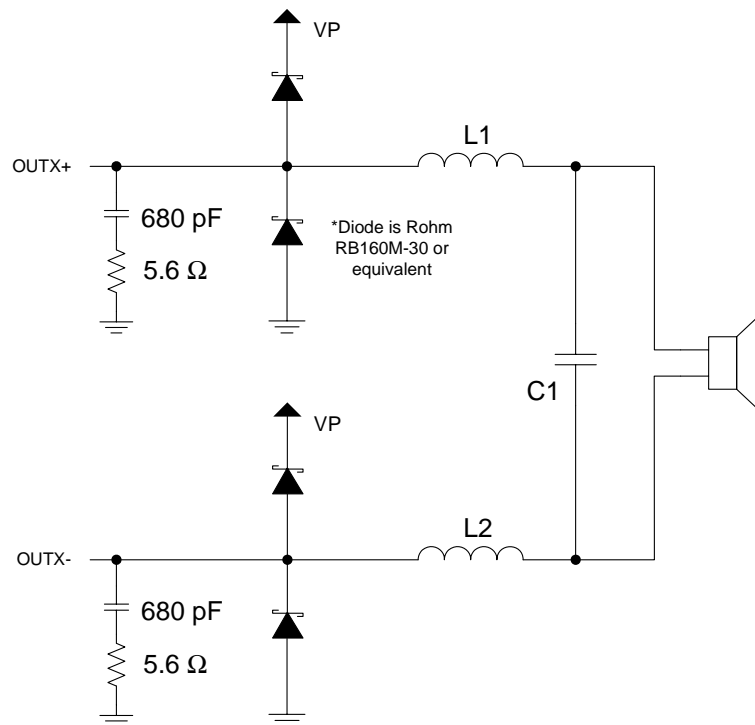 VP
L1
OUTX+
680 pF
*Diode is Rohm
RB160M-30 or
equivalent
5.6 Ω
C1
VP
L2
OUTX-
680 pF
5.6 Ω